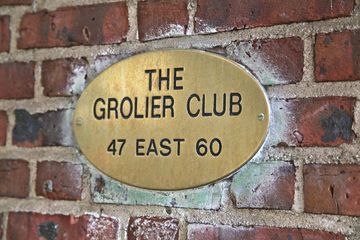 THE
GROLIER CLUB
47 EAST 60